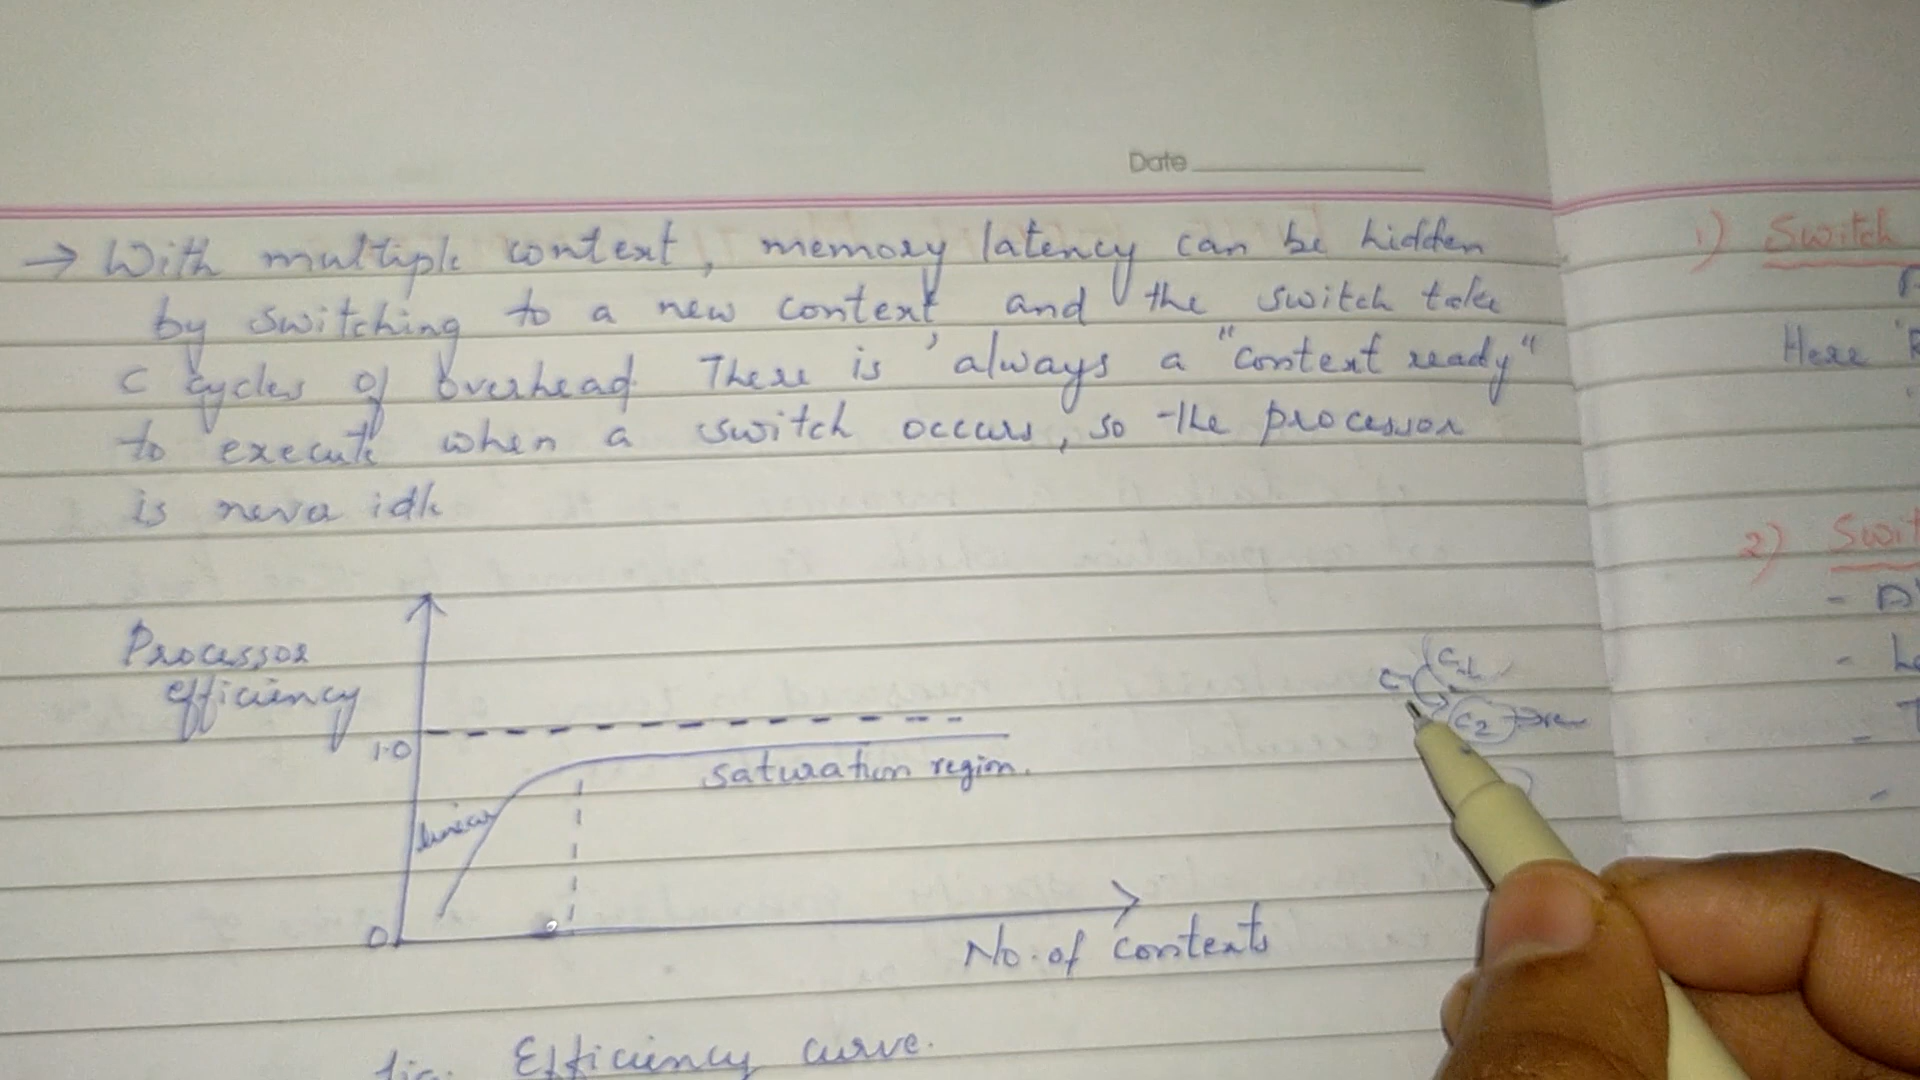 Date
→ With multiple context, memory latency can be hidden
by switching to a new context and the switch take
C cycles of overhead. There is always a "context ready"
to execute when a switch occurs, so the processor
is never idle
Processor
efficiency
1.0
saturation region.
linear
0
No. of contexts
fig. Efficiency curve.
C1
C2
1) Switch
Here
2) Swit